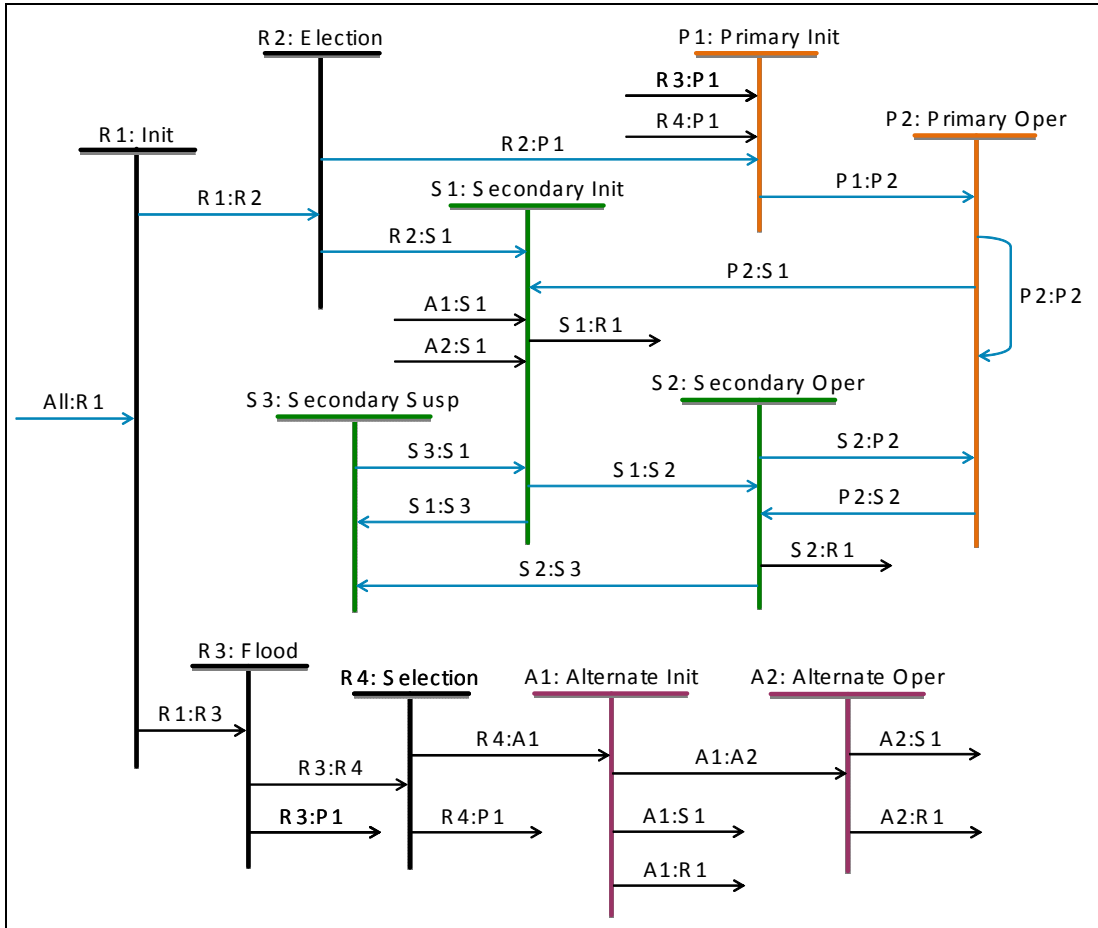 R2: Election
P1: Primary Init
R3:P1
R4:P1
R1: Init
P2: Primary Oper
R2:P1
R1:R2
S1: Secondary Init
P1:P2
R2:S1
P2:S1
P2:P2
A1:S1
S1:R1
A2:S1
All:R1
S3: Secondary Susp
S2: Secondary Oper
S3:S1
S2:P2
S1:S2
S1:S3
P2:S2
S2:R1
S2:S3
R3: Flood
R4: Selection
A1: Alternate Init
A2: Alternate Oper
R1:R3
R4:A1
A2:S1
R3:R4
A1:A2
R3:P1
R4:P1
A1:S1
A2:R1
A1:R1